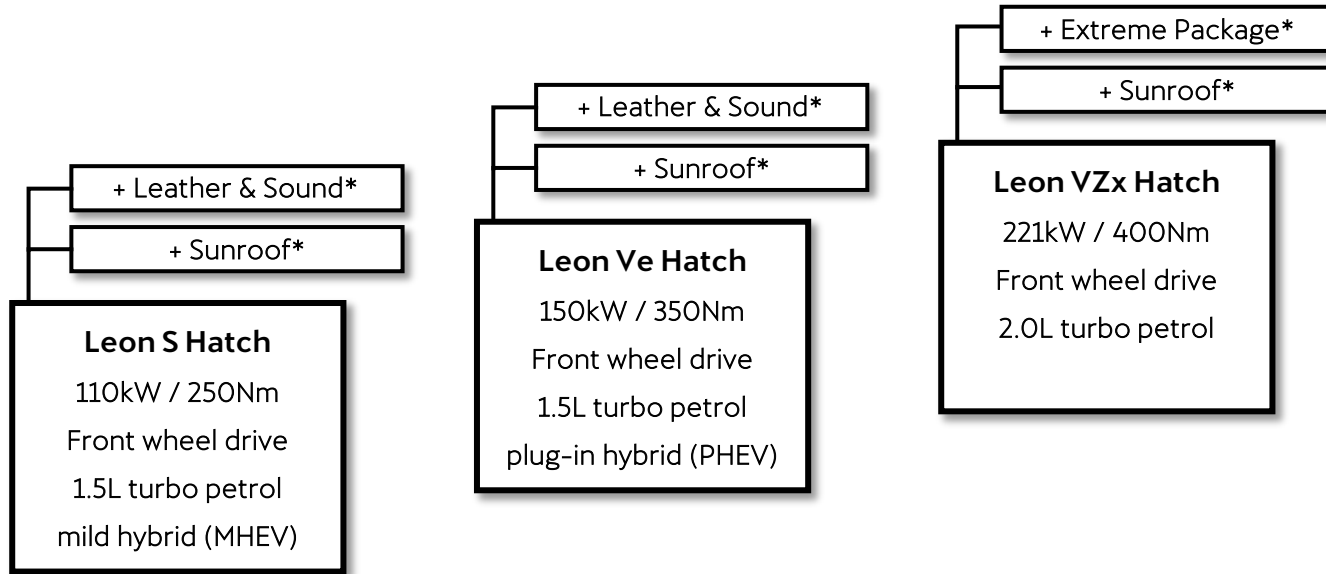 + Leather & Sound*
+ Sunroof*
Leon S Hatch
110kW / 250Nm
Front wheel drive
1.5L turbo petrol
mild hybrid (MHEV)
+ Leather & Sound*
+ Sunroof*
Leon Ve Hatch
150kW / 350Nm
Front wheel drive
1.5L turbo petrol
plug-in hybrid (PHEV)
+ Extreme Package*
+ Sunroof*
Leon VZx Hatch
221kW / 400Nm
Front wheel drive
2.0L turbo petrol